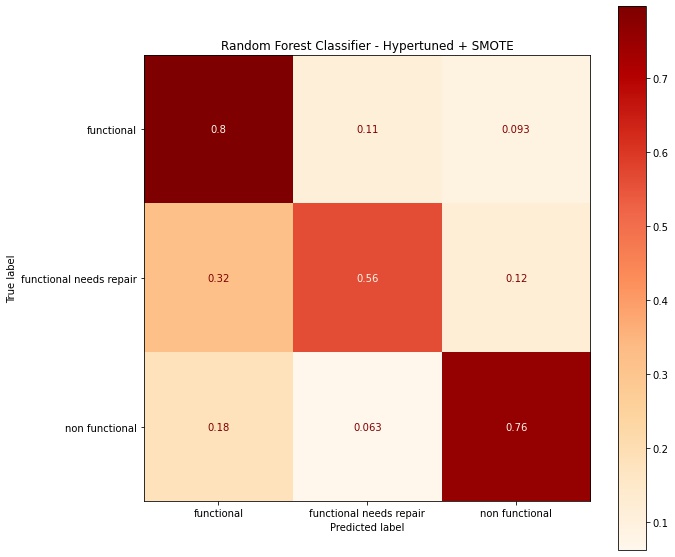 Random Forest Classifier - Hypertuned + SMOTE
functional
0.8
0.11
0.093
functional needs repair
0.32
0.56
0.12
non functional
0.18
0.063
0.76
True label
functional
functional needs repair
non functional
Predicted label
0.7
0.6
0.5
0.4
0.3
0.2
0.1